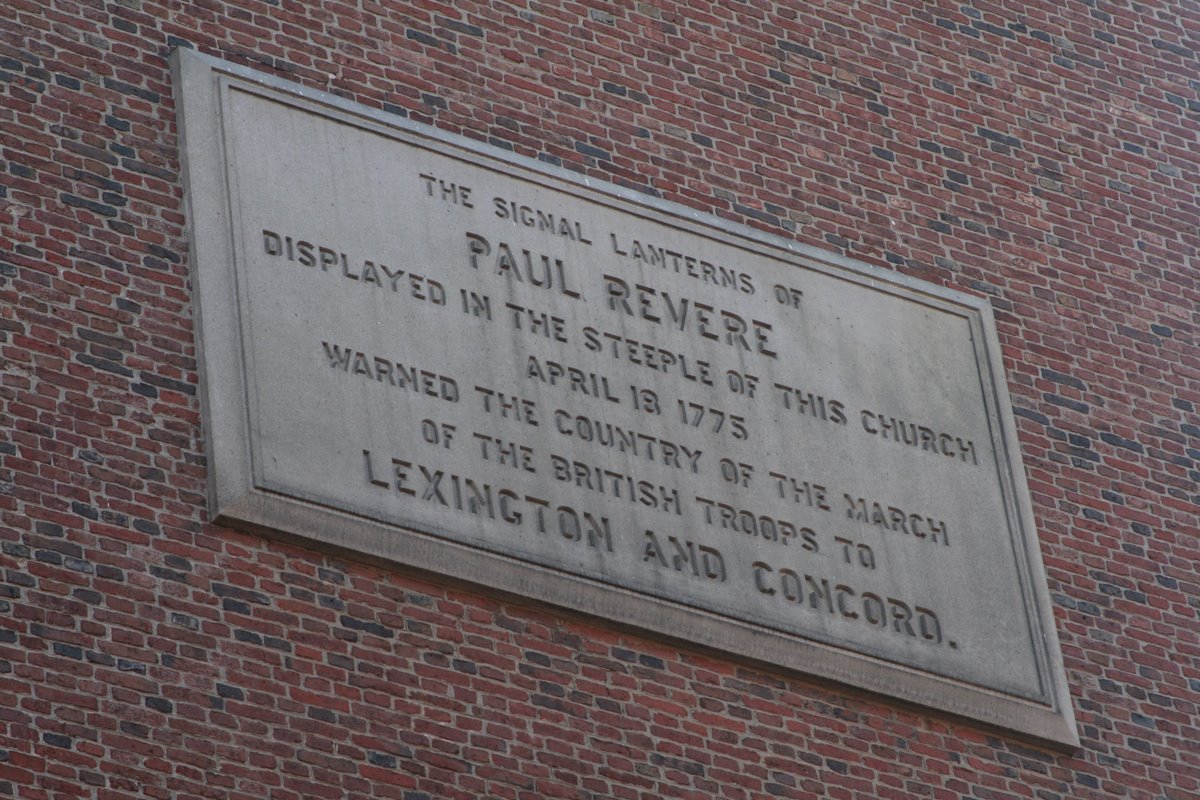 THE SIGNAL LANTERNS OF
PAUL REVERE
DISPLAYED IN THE STEEPLE OF THIS CHURCH
APRIL 18 1775
WARNED THE COUNTRY OF THE MARCH
OF THE BRITISH TROOPS TO
LEXINGTON AND CONCORD.